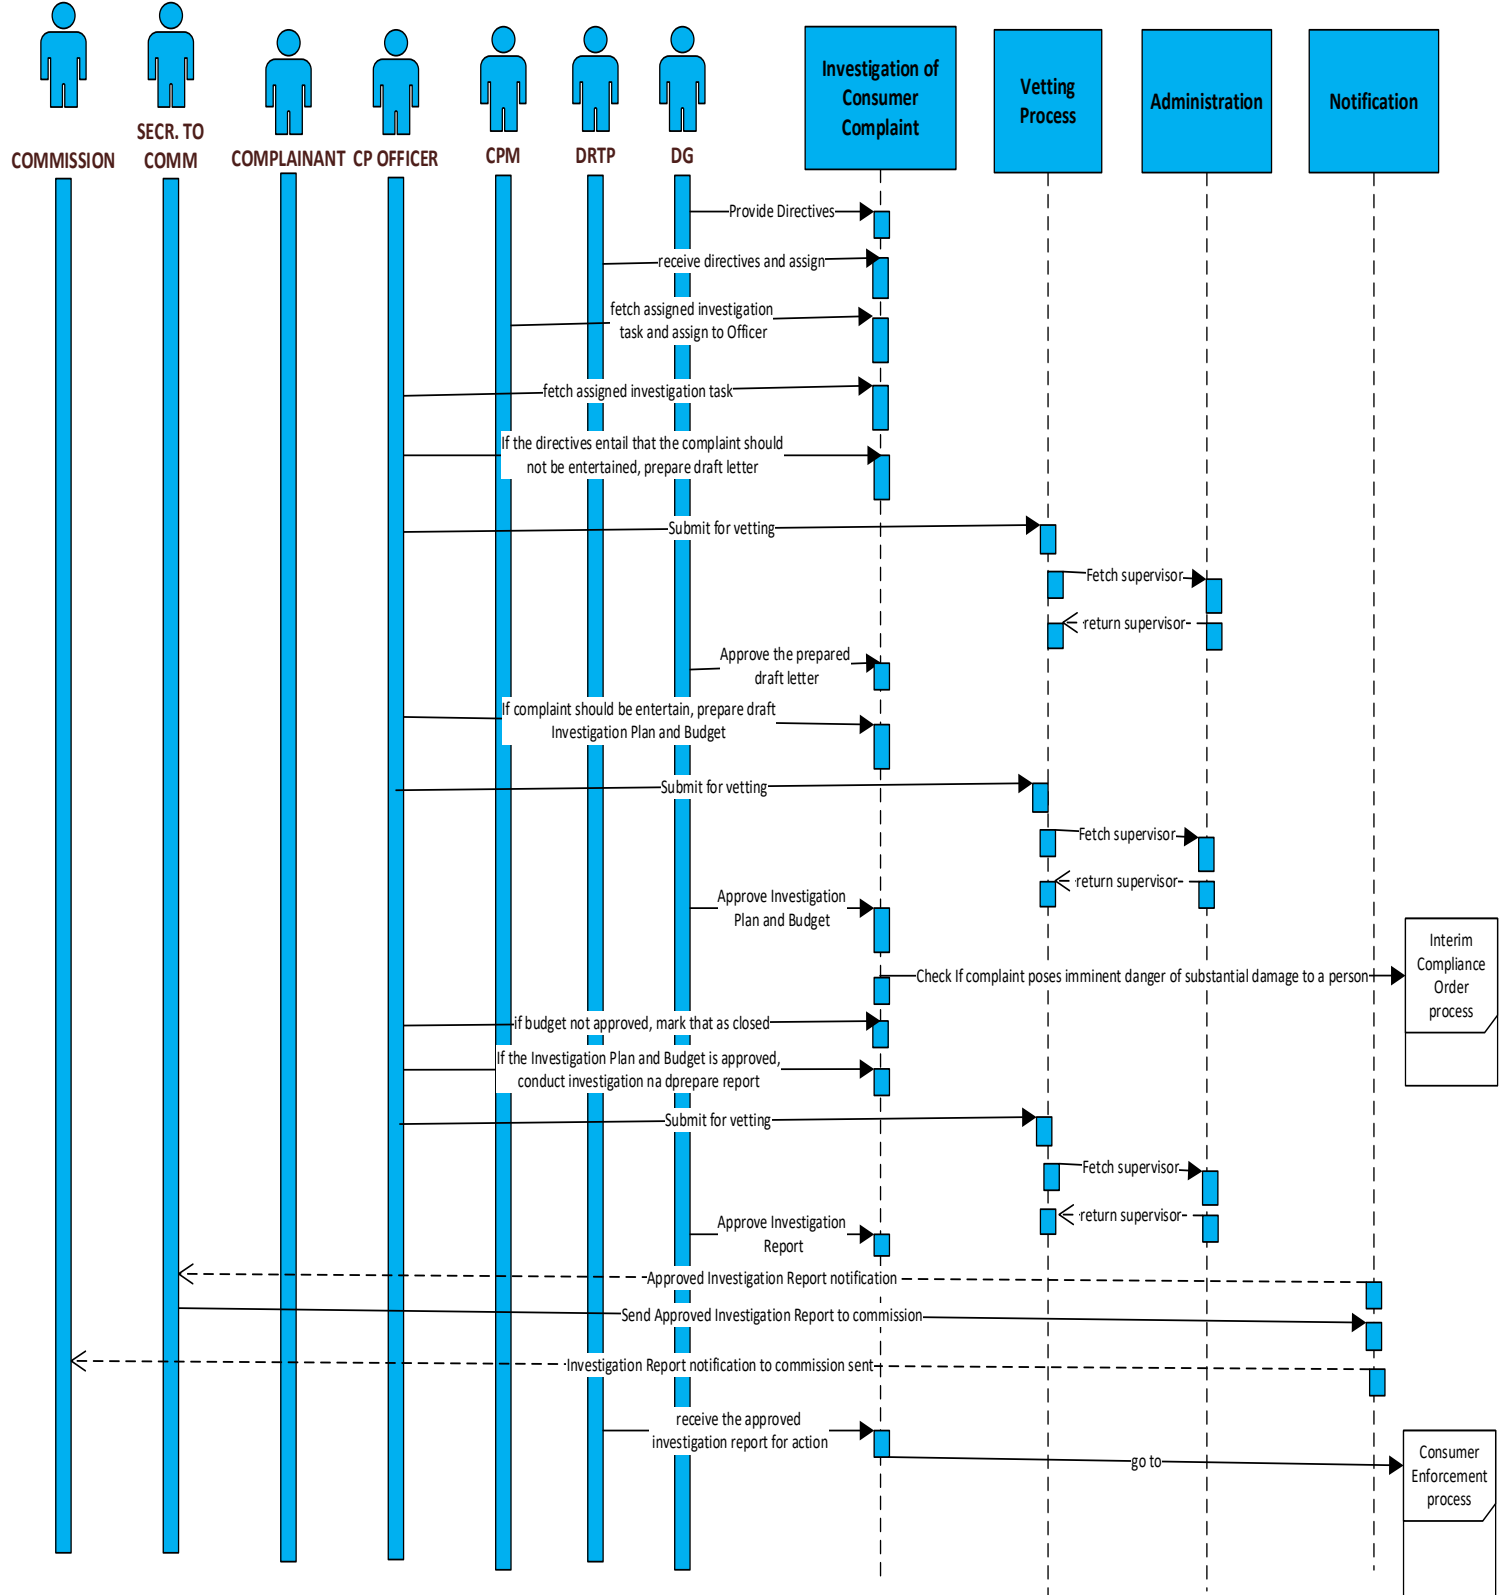 COMMISSION
SECR. TO
COMM
COMPLAINANT
CP OFFICER
CPM
DRTP
DG
Investigation of
Consumer
Complaint
Vetting
Process
Administration
Notification
Provide Directives
receive directives and assign
fetch assigned investigation
task and assign to Officer
fetch assigned investigation task
If the directives entail that the complaint should
not be entertained, prepare draft letter
Submit for vetting
Fetch supervisor
return supervisor
Approve the prepared
draft letter
If complaint should be entertain, prepare draft
Investigation Plan and Budget
Submit for vetting
Fetch supervisor
return supervisor
Approve Investigation
Plan and Budget
Interim
Compliance
Order
process
Check If complaint poses imminent danger of substantial damage to a person
if budget not approved, mark that as closed
If the Investigation Plan and Budget is approved,
conduct investigation na dprepare report
Submit for vetting
Fetch supervisor
return supervisor
Approve Investigation
Report
Approved Investigation Report notification
Send Approved Investigation Report to commission
Investigation Report notification to commission sent
receive the approved
investigation report for action
go to
Consumer
Enforcement
process